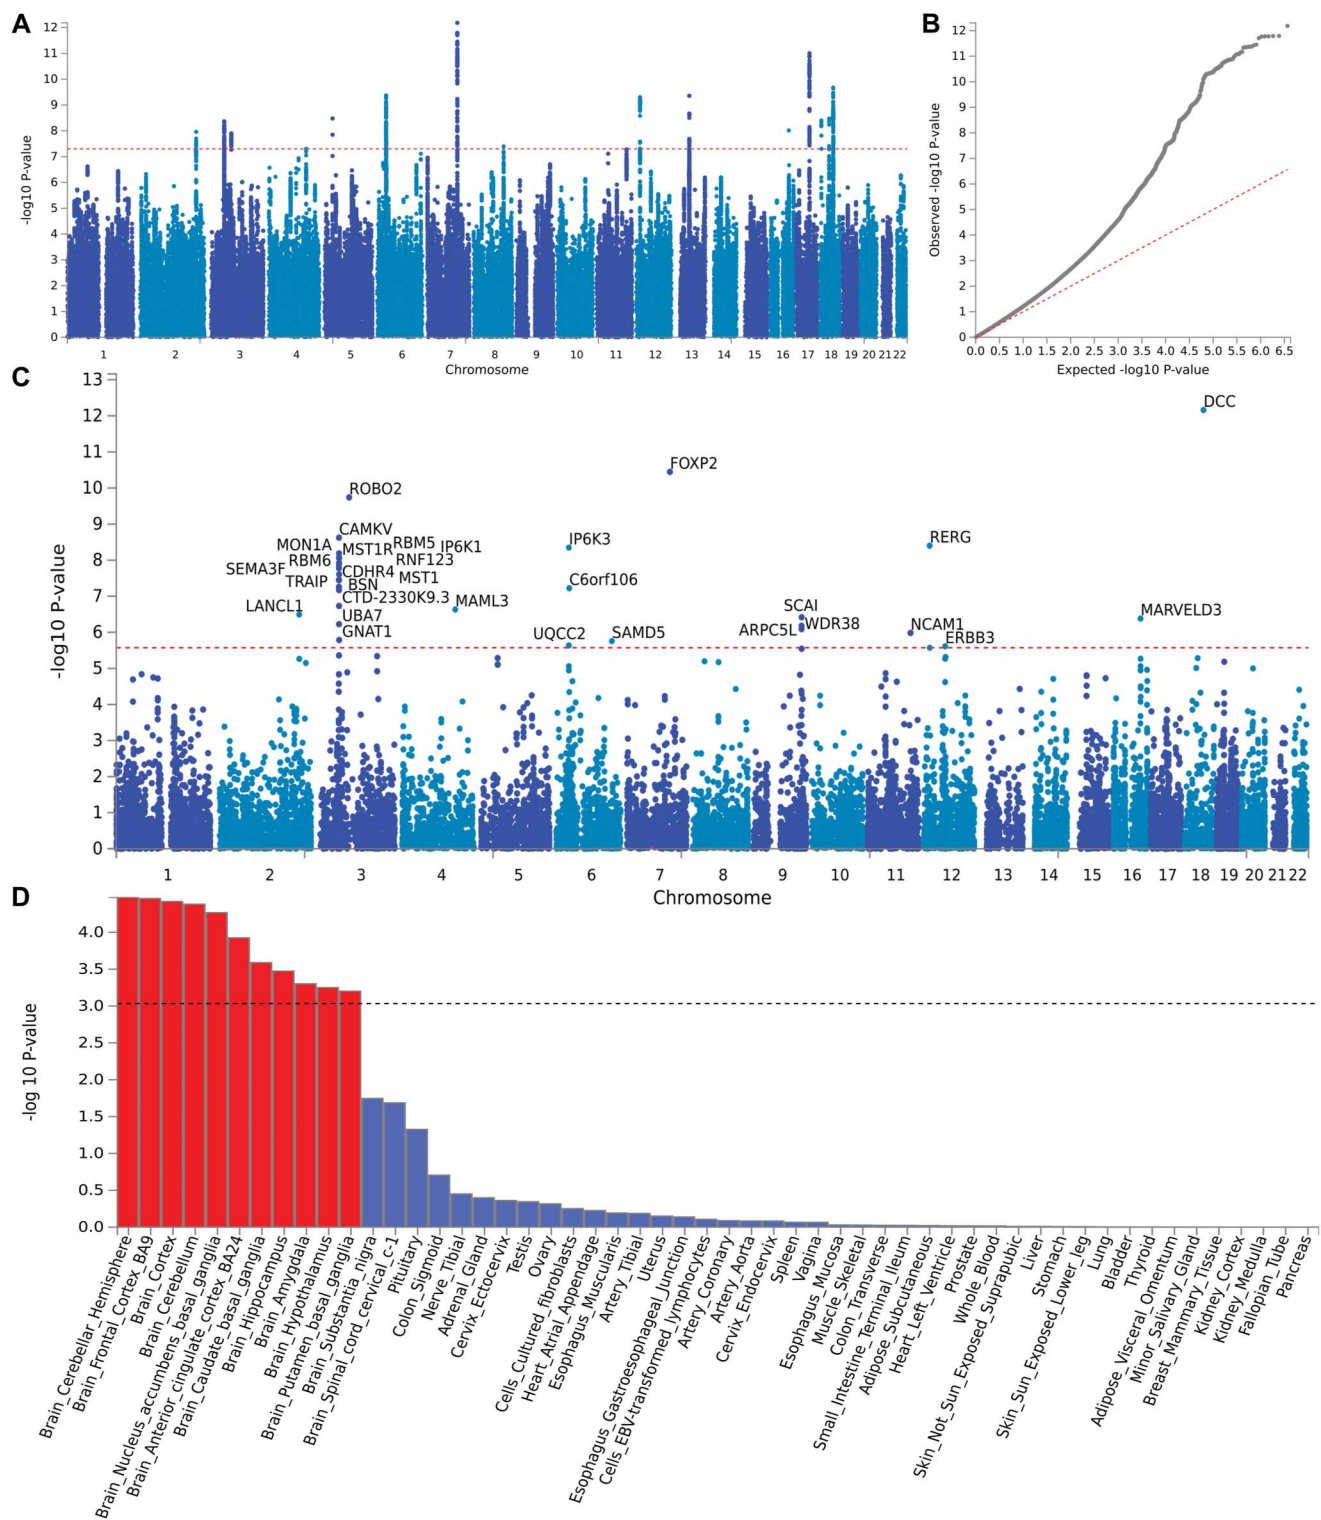 A
12
11
10
9
8
7
6
5
4
3
2
1
0
-log10 P-value
1 2 3 4 5 6 7 8 9 10 11 12 13 14 15 16 17 18 19 20 21 22
Chromosome
B
12
11
10
9
8
7
6
5
4
3
2
1
0
Observed -log10 P-value
0.0 0.5 1.0 1.5 2.0 2.5 3.0 3.5 4.0 4.5 5.0 5.5 6.0 6.5
Expected -log10 P-value
C
13
12
11
10
9
8
7
6
5
4
3
2
1
0
-log10 P-value
DCC
FOXP2
ROBO2
CAMKV
MON1A
MST1R
RBM5
IP6K1
RBM6
RNF123
SEMA3F
CDHR4
MST1
TRAIP
BSN
CTD-2330K9.3
LANCL1
MAML3
UBA7
GNAT1
IP6K3
C6orf106
UQCC2
SAMD5
SCAI
ARPC5L
WDR38
RERG
NCAM1
ERBB3
MARVELD3
1 2 3 4 5 6 7 8 9 10 11 12 13 14 15 16 17 18 19 20 21 22
Chromosome
D
4.0
3.5
3.0
2.5
2.0
1.5
1.0
0.5
0.0
-log 10 P-value
Brain_Cerebellar_Hemisphere
Brain_Frontal_Cortex_BA9
Brain_Cortex
Brain_Cerebellum
Brain_Nucleus_accumbens_basal_ganglia
Brain_Anterior_cingulate_cortex_BA24
Brain_Caudate_basal_ganglia
Brain_Hippocampus
Brain_Amygdala
Brain_Hypothalamus
Brain_Putamen_basal_ganglia
Brain_Substantia_nigra
Brain_Spinal_cord_cervical_c-1
Pituitary
Colon_Sigmoid
Nerve_Tibial
Adrenal_Gland
Cervix_Ectocervix
Testis
Ovary
Cells_Cultured_fibroblasts
Heart_Atrial_Appendage
Esophagus_Muscularis
Artery_Tibial
Uterus
Esophagus_Gastroesophageal_Junction
Cells_EBV-transformed_lymphocytes
Artery_Coronary
Artery_Aorta
Cervix_Endocervix
Spleen
Vagina
Esophagus_Mucosa
Muscle_Skeletal
Colon_Transverse
Small_Intestine_Terminal_Ileum
Adipose_Subcutaneous
Heart_Left_Ventricle
Prostate
Whole_Blood
Skin_Not_Sun_Exposed_Suprapubic
Liver
Stomach
Skin_Sun_Exposed_Lower_leg
Lung
Bladder
Thyroid
Adipose_Visceral_Omentum
Minor_Salivary_Gland
Breast_Mammary_Tissue
Kidney_Cortex
Kidney_Medulla
Fallopian_Tube
Pancreas